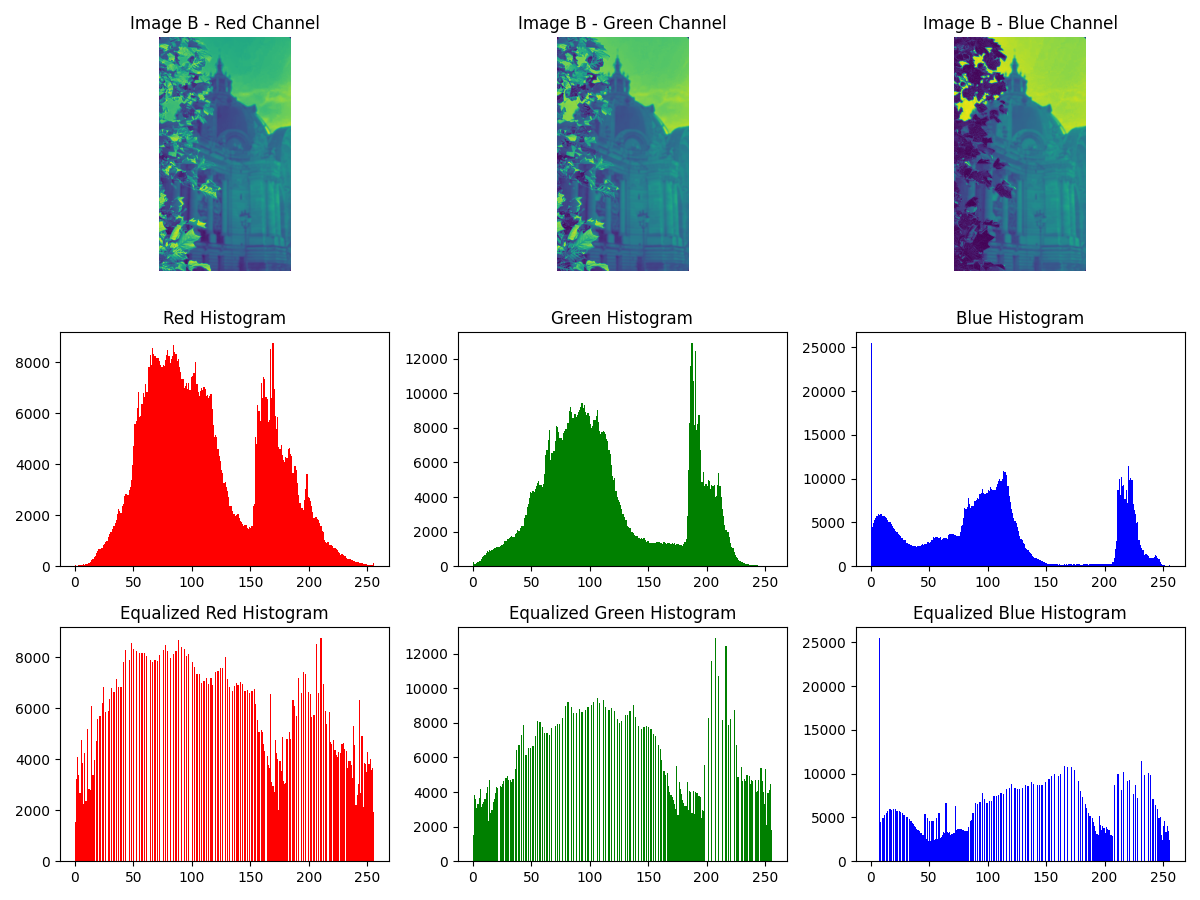 Image B - Red Channel
Image B - Green Channel
Image B - Blue Channel
Red Histogram
Green Histogram
Blue Histogram
8000
6000
4000
2000
0
0 50 100 150 200 250
12000
10000
8000
6000
4000
2000
0
0 50 100 150 200 250
25000
20000
15000
10000
5000
0
0 50 100 150 200 250
Equalized Red Histogram
Equalized Green Histogram
Equalized Blue Histogram
8000
6000
4000
2000
0
0 50 100 150 200 250
12000
10000
8000
6000
4000
2000
0
0 50 100 150 200 250
25000
20000
15000
10000
5000
0
0 50 100 150 200 250